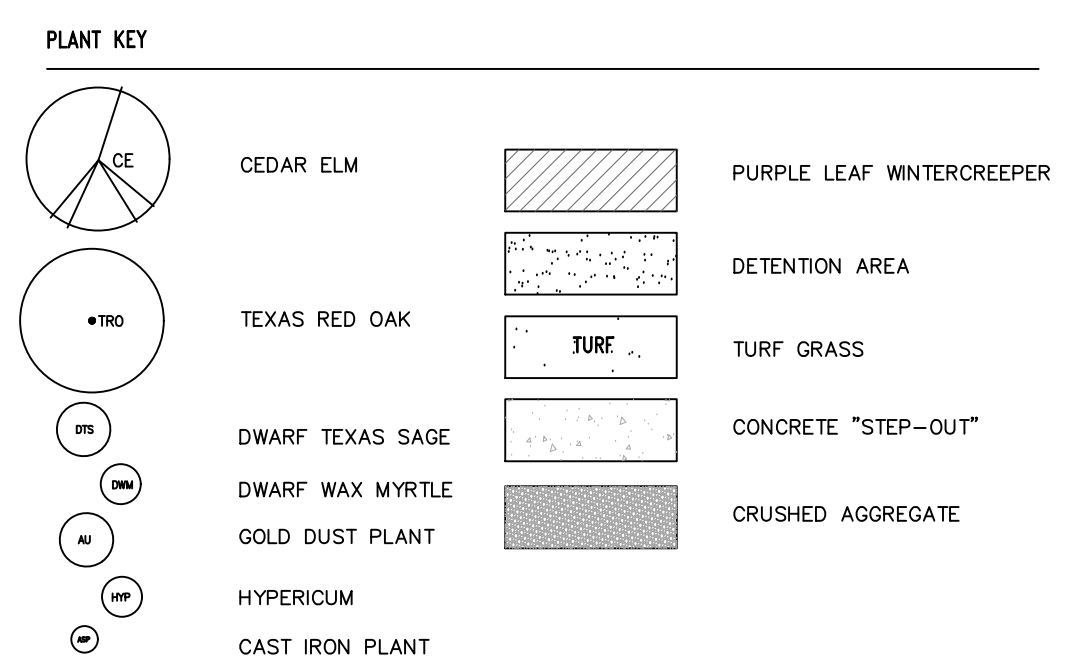 PLANT KEY
CE
CEDAR ELM
TRO
TEXAS RED OAK
DTS
DWARF TEXAS SAGE
DWM
DWARF WAX MYRTLE
AU
GOLD DUST PLANT
HYP
HYPERICUM
ASP
CAST IRON PLANT
PURPLE LEAF WINTERCREEPER
DETENTION AREA
TURF
TURF GRASS
CONCRETE "STEP-OUT"
CRUSHED AGGREGATE